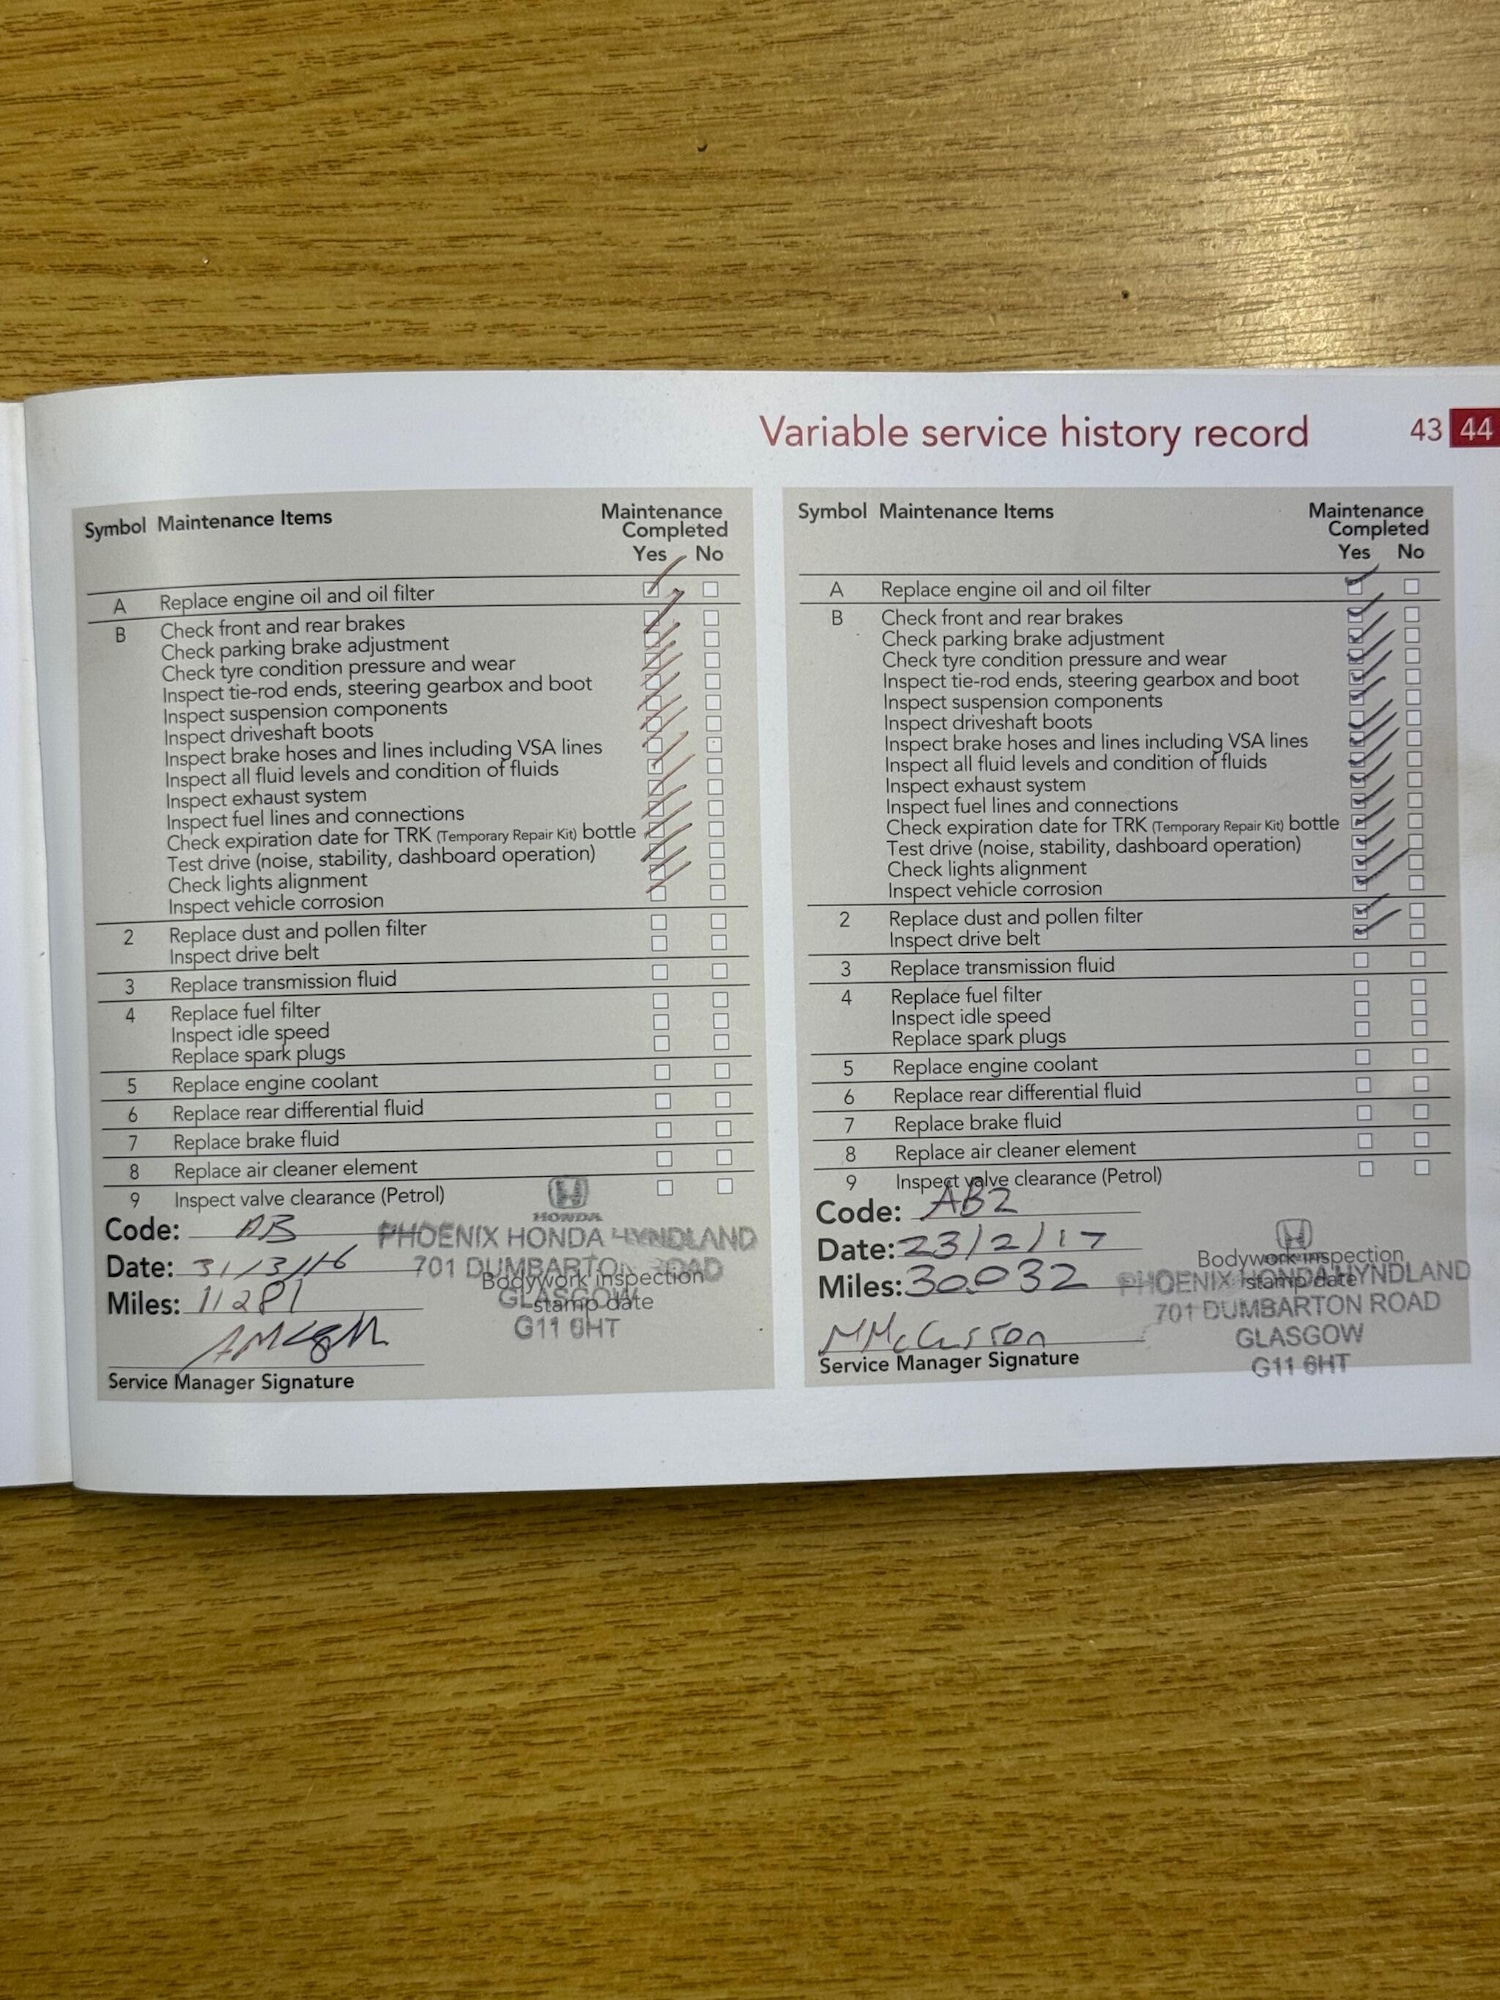 Variable service history record 43 44
Symbol Maintenance Items Maintenance Completed
Yes No
A Replace engine oil and oil filter
B Check front and rear brakes
Check parking brake adjustment
Check tyre condition pressure and wear
Inspect tie-rod ends, steering gearbox and boot
Inspect suspension components
Inspect driveshaft boots
Inspect brake hoses and lines including VSA lines
Inspect all fluid levels and condition of fluids
Inspect exhaust system
Inspect fuel lines and connections
Check expiration date for TRK (Temporary Repair Kit) bottle
Test drive (noise, stability, dashboard operation)
Check lights alignment
Inspect vehicle corrosion
2 Replace dust and pollen filter
Inspect drive belt
3 Replace transmission fluid
4 Replace fuel filter
Inspect idle speed
Replace spark plugs
5 Replace engine coolant
6 Replace rear differential fluid
7 Replace brake fluid
8 Replace air cleaner element
9 Inspect valve clearance (Petrol)
Code: AB
Date: 31/3/16
Miles: 11281
Service Manager Signature
HONDA
PHOENIX HONDA HYNDLAND
701 DUMBARTON ROAD
Bodywork inspection
GLASGOW
stamp date
G11 6HT
Symbol Maintenance Items Maintenance Completed
Yes No
A Replace engine oil and oil filter
B Check front and rear brakes
Check parking brake adjustment
Check tyre condition pressure and wear
Inspect tie-rod ends, steering gearbox and boot
Inspect suspension components
Inspect driveshaft boots
Inspect brake hoses and lines including VSA lines
Inspect all fluid levels and condition of fluids
Inspect exhaust system
Inspect fuel lines and connections
Check expiration date for TRK (Temporary Repair Kit) bottle
Test drive (noise, stability, dashboard operation)
Check lights alignment
Inspect vehicle corrosion
2 Replace dust and pollen filter
Inspect drive belt
3 Replace transmission fluid
4 Replace fuel filter
Inspect idle speed
Replace spark plugs
5 Replace engine coolant
6 Replace rear differential fluid
7 Replace brake fluid
8 Replace air cleaner element
9 Inspect valve clearance (Petrol)
Code: AB2
Date: 23/2/17
Miles: 30032
Service Manager Signature
Bodywork inspection
stamp date
PHOENIX HONDA HYNDLAND
701 DUMBARTON ROAD
GLASGOW
G11 6HT